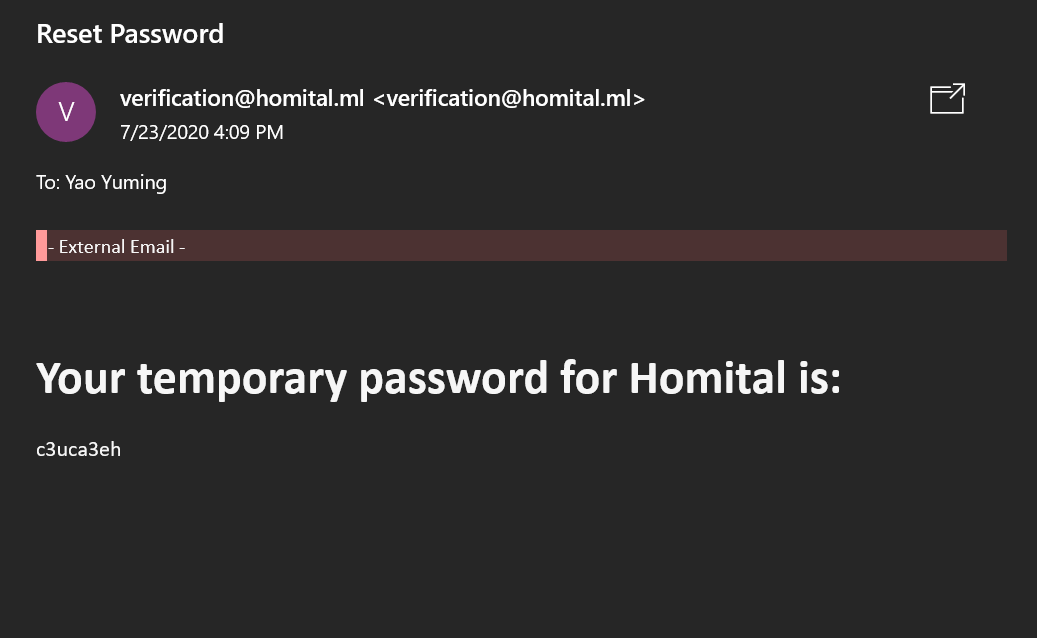 Reset Password
V
verification@homital.ml <verification@homital.ml>
7/23/2020 4:09 PM
To: Yao Yuming
- External Email -
Your temporary password for Homital is:
c3uca3eh